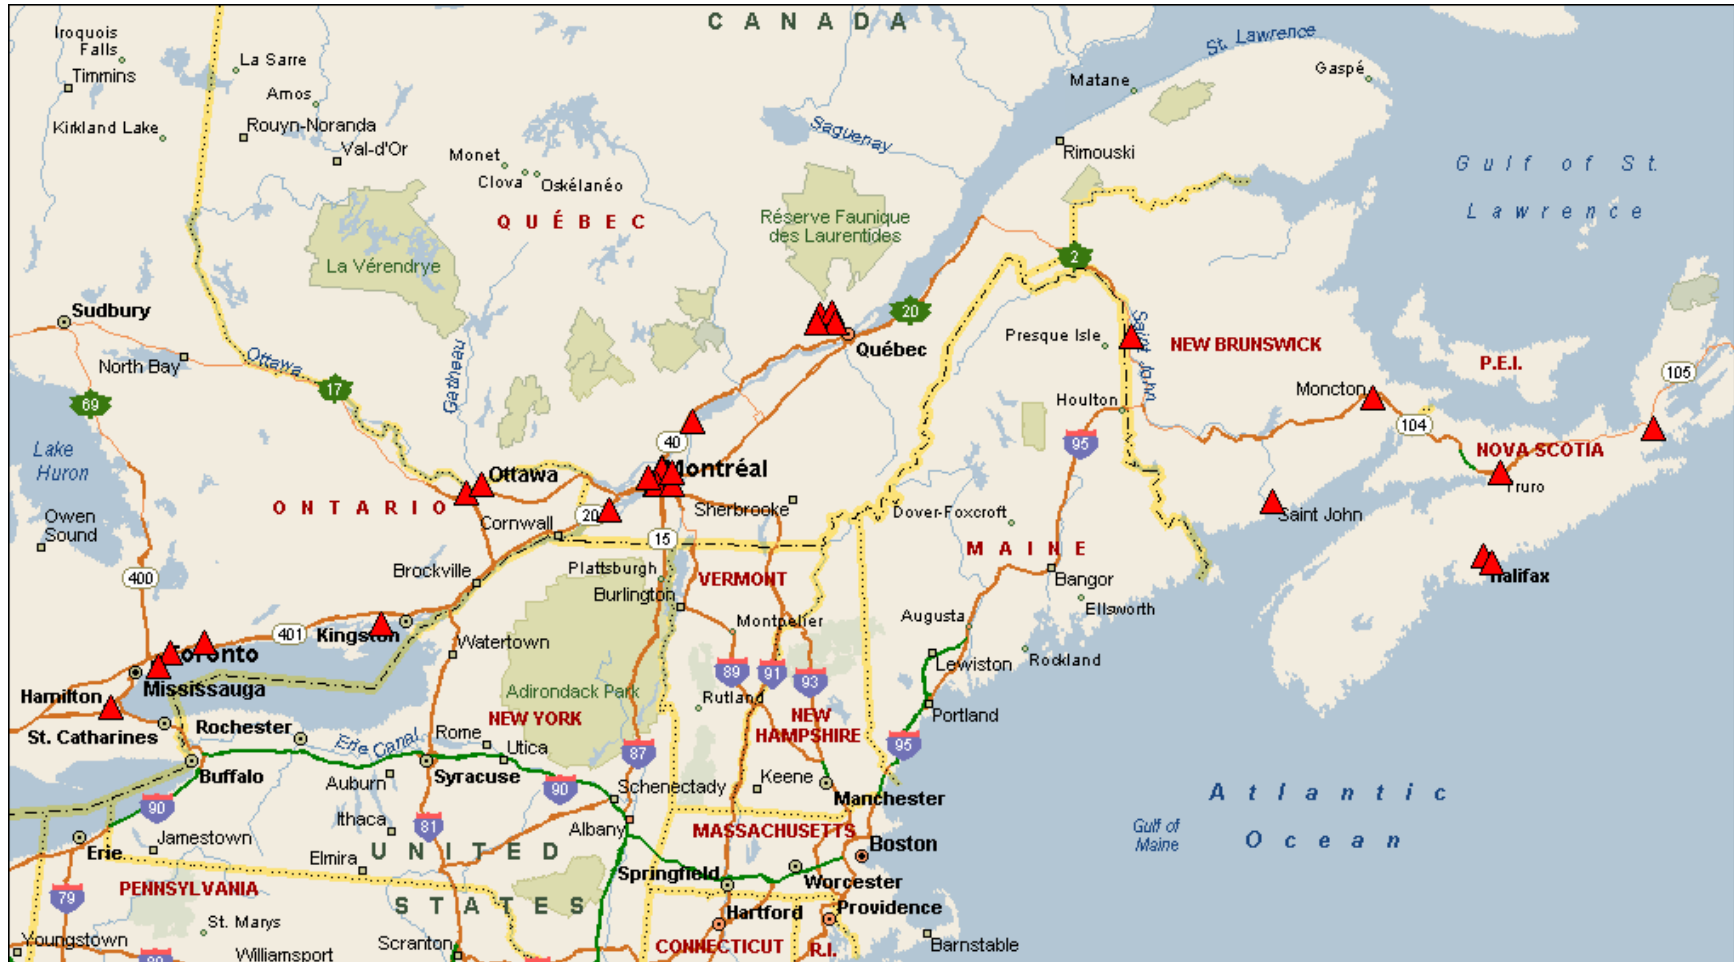 CANADA
Iroquois
Falls
Timmins
La Sarre
Amos
Kirkland Lake
Rouyn-Noranda
Val-d'Or
Monet
Clova
Oskélanéo
QUÉBEC
Saguenay
St. Lawrence
Matane
Gaspé
Rimouski
Gulf of St.
Lawrence
Réserve Faunique
des Laurentides
La Vérendrye
2
20
Sudbury
North Bay
Ottawa
Gatineau
17
69
Québec
Presque Isle
Saint John
NEW BRUNSWICK
P.E.I.
105
Moncton
Houlton
104
NOVA SCOTIA
Truro
Lake
Huron
40
Montréal
Ottawa
ONTARIO
Owen
Sound
Cornwall
20
Sherbrooke
95
Dover-Foxcroft
Saint John
MAINE
Halifax
15
400
Brockville
Plattsburgh
Burlington
VERMONT
Bangor
Ellsworth
Augusta
Montpelier
401
Kingston
Watertown
Toronto
Mississauga
Hamilton
St. Catharines
Rochester
Adirondack Park
NEW YORK
89
91
93
Rutland
Lewiston
Rockland
Portland
NEW
HAMPSHIRE
95
Erie Canal
Rome
Utica
87
Buffalo
Auburn
Syracuse
90
Schenectady
Keene
Manchester
Atlantic
Ocean
Gulf of
Maine
90
Jamestown
Erie
Ithaca
81
Albany
MASSACHUSETTS
Boston
Elmira
UNITED
STATES
Springfield
Worcester
PENNSYLVANIA
79
St. Marys
Hartford
Providence
Youngstown
Williamsport
Scranton
CONNECTICUT
R.I.
Barnstable